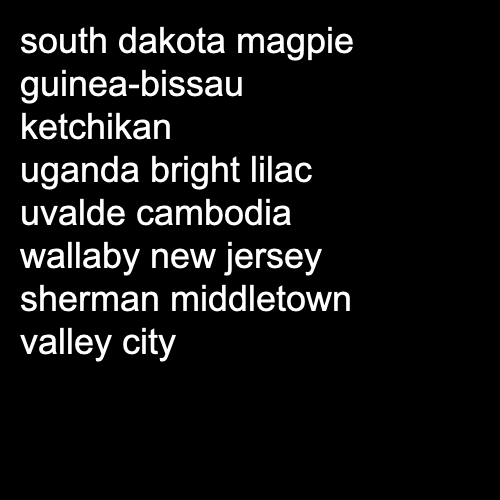 south dakota magpie
guinea-bissau
ketchikan
uganda bright lilac
uvalde cambodia
wallaby new jersey
sherman middletown
valley city